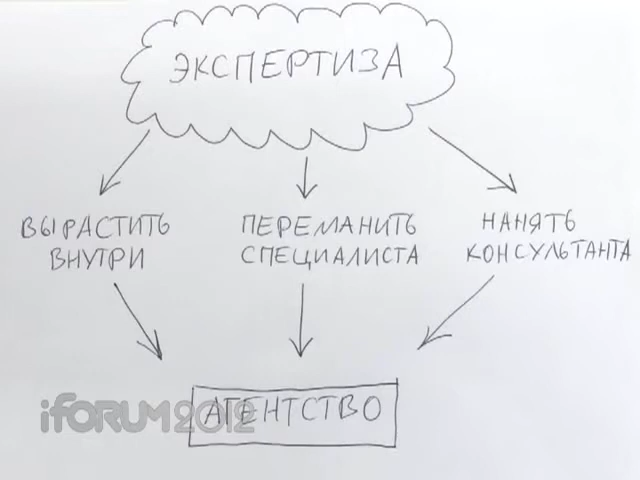 ЭКСПЕРТИЗА
ВЫРАСТИТЬ
ВНУТРИ
ПЕРЕМАНИТЬ
СПЕЦИАЛИСТА
НАНЯТЬ
КОНСУЛЬТАНТА
АГЕНТСТВО
iFORUM2012